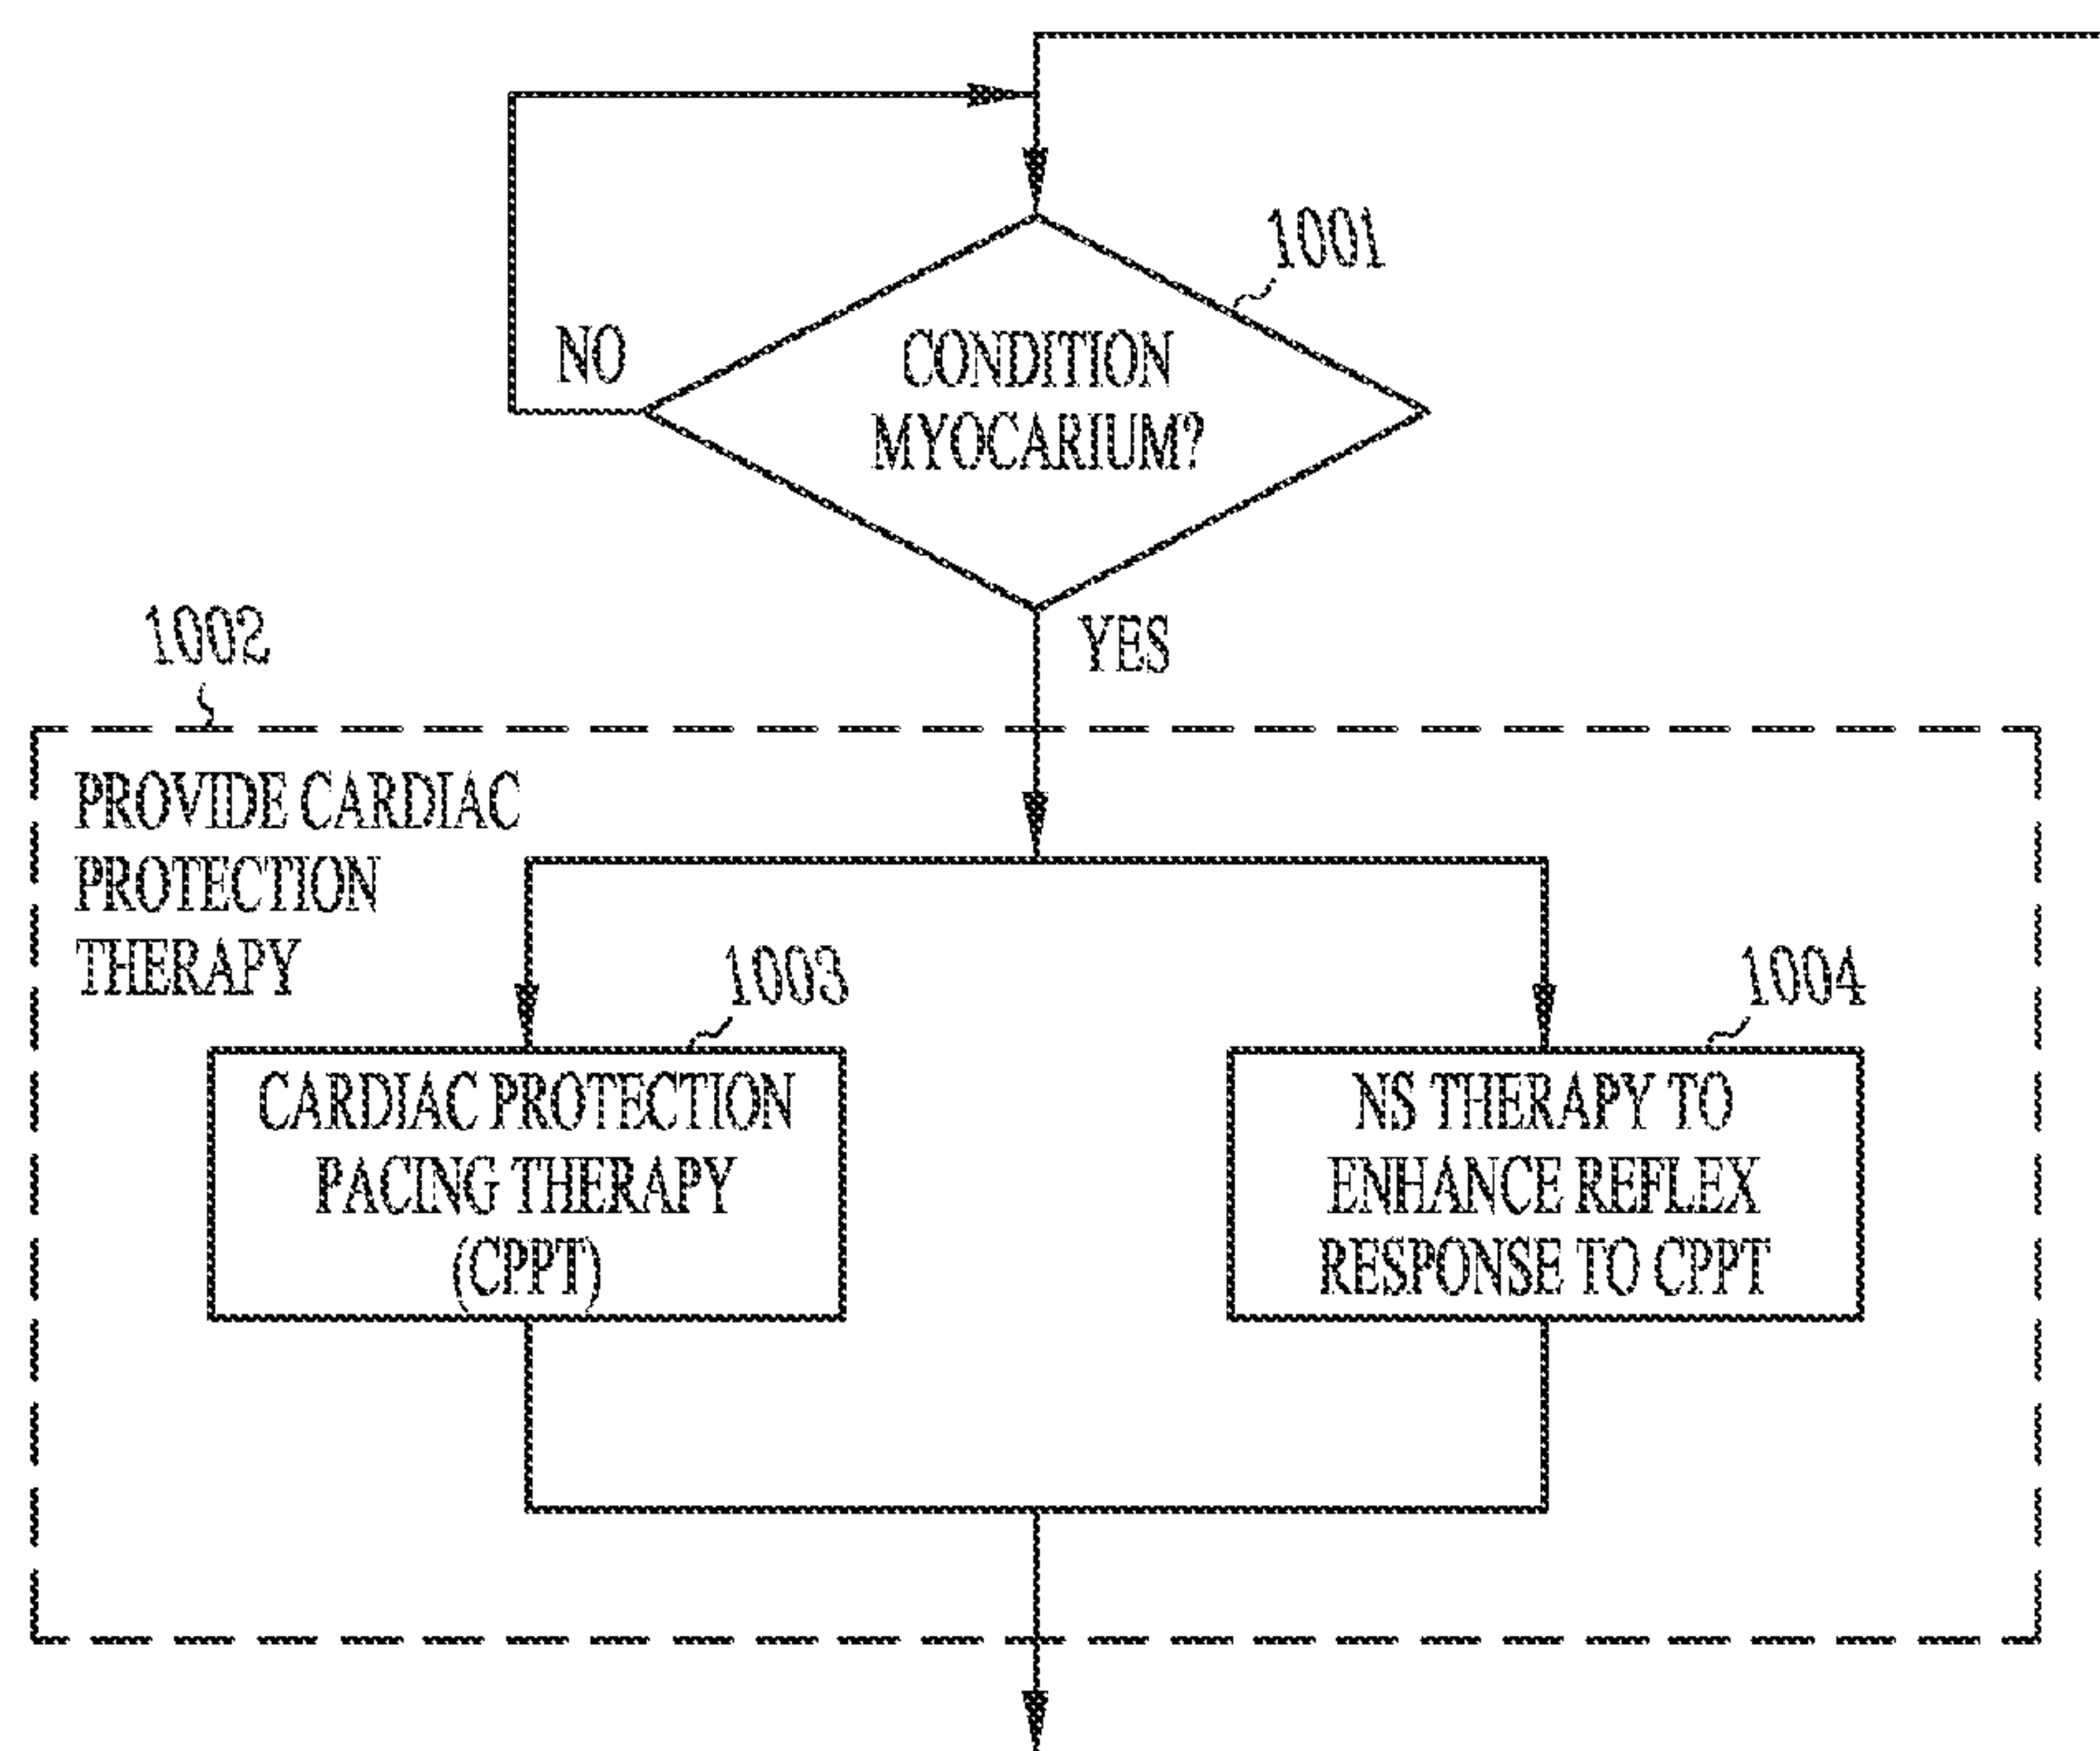 1001
NO
CONDITION
MYOCARIUM?
YES
1002
PROVIDE CARDIAC
PROTECTION
THERAPY
1003
CARDIAC PROTECTION
PACING THERAPY
(CPPT)
1004
NS THERAPY TO
ENHANCE REFLEX
RESPONSE TO CPPT